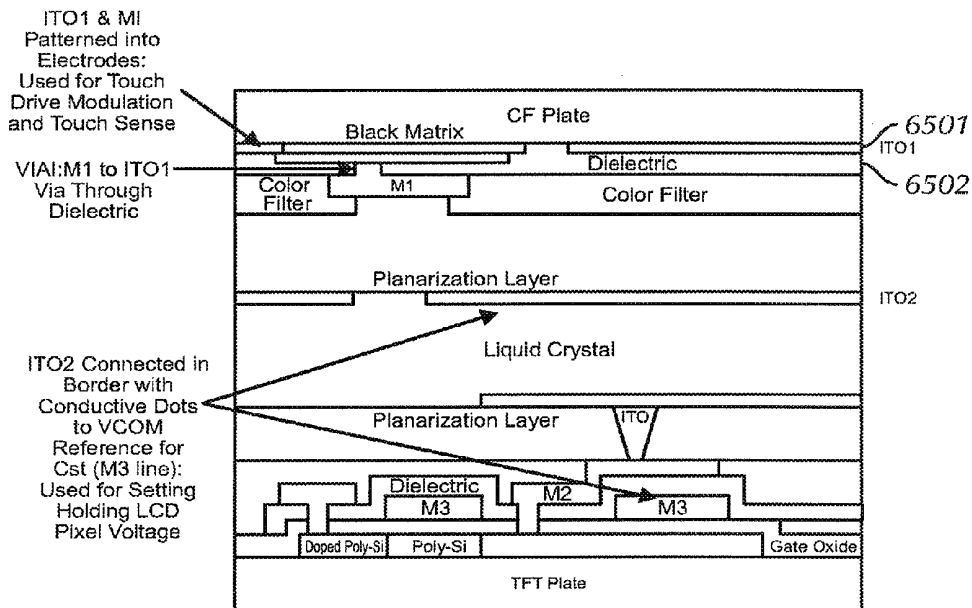 ITO1 & MI
Patterned into
Electrodes:
Used for Touch
Drive Modulation
and Touch Sense
CF Plate
Black Matrix
6501
ITO1
VIAI:M1 to ITO1
Via Through
Dielectric
Dielectric
6502
Color
Filter
M1
Color Filter
Planarization Layer
ITO2
Liquid Crystal
ITO2 Connected in
Border with
Conductive Dots
to VCOM
Reference for
Cst (M3 line):
Used for Setting
Holding LCD
Pixel Voltage
Planarization Layer
ITO
Dielectric
M2
M3
M3
Doped Poly-Si
Poly-Si
Gate Oxide
TFT Plate